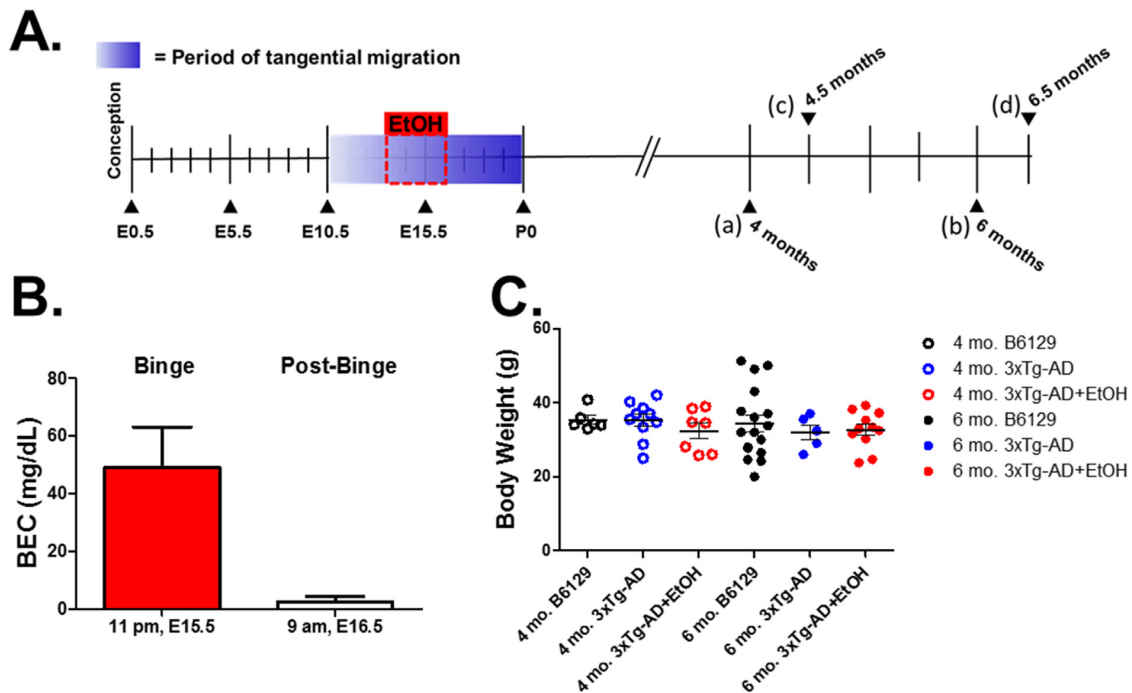 A.
= Period of tangential migration
Conception
EtOH
E0.5
E5.5
E10.5
E15.5
P0
(a)
4 months
(c)
4.5 months
(b)
6 months
(d)
6.5 months
B.
Binge
Post-Binge
BEC (mg/dL)
80
60
40
20
0
11 pm, E15.5
9 am, E16.5
C.
Body Weight (g)
60
40
20
0
4 mo. B6129
4 mo. 3xTg-AD
4 mo. 3xTg-AD+EtOH
6 mo. B6129
6 mo. 3xTg-AD
6 mo. 3xTg-AD+EtOH
4 mo. B6129
4 mo. 3xTg-AD
4 mo. 3xTg-AD+EtOH
6 mo. B6129
6 mo. 3xTg-AD
6 mo. 3xTg-AD+EtOH